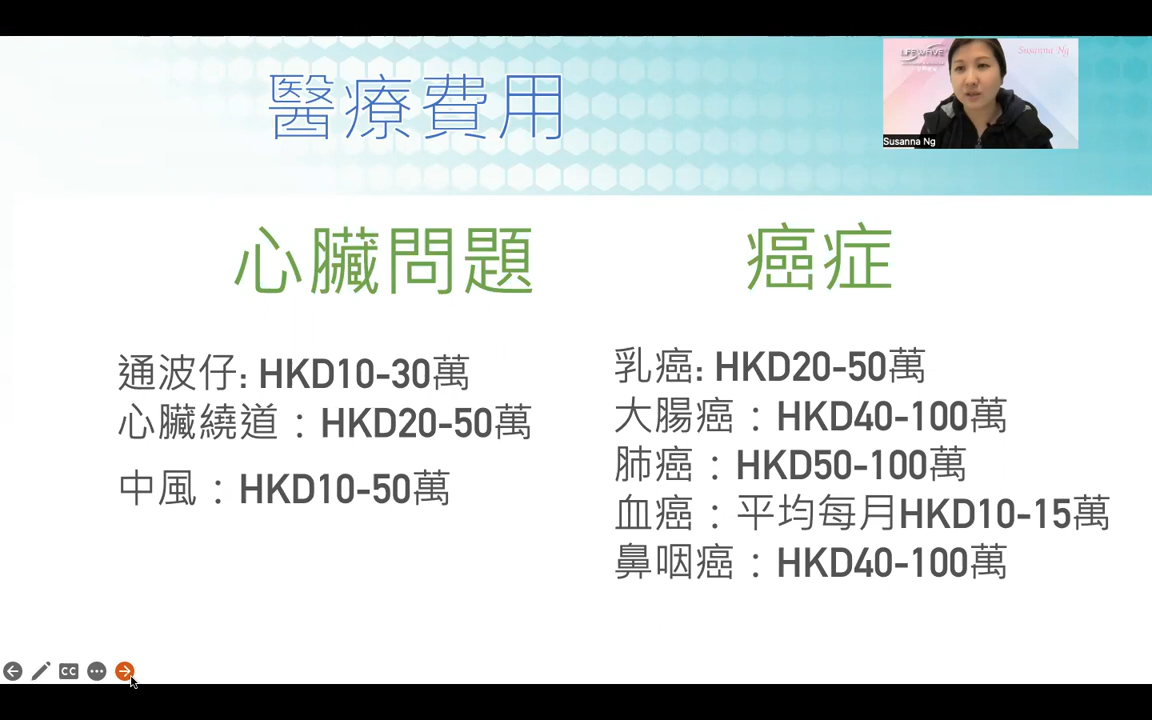 醫療費用
LIFEWAVE
Susanna Ng
Susanna Ng
心臟問題
癌症
通波仔: HKD10-30萬
心臟繞道：HKD20-50萬
中風：HKD10-50萬
乳癌: HKD20-50萬
大腸癌：HKD40-100萬
肺癌：HKD50-100萬
血癌：平均每月HKD10-15萬
鼻咽癌：HKD40-100萬
CC